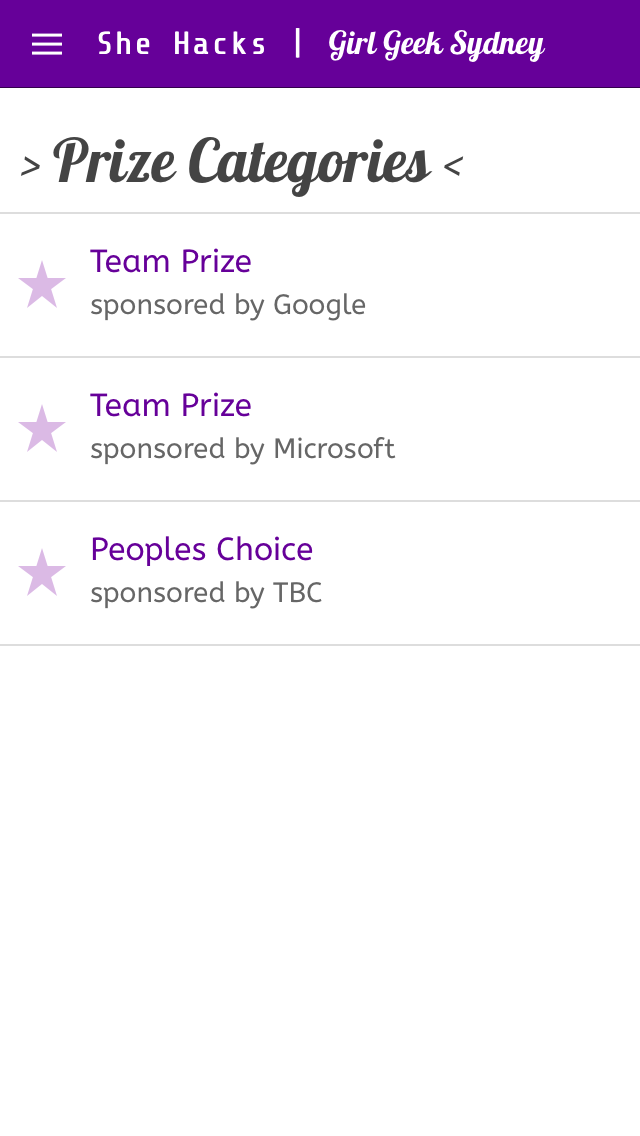 She Hacks | Girl Geek Sydney
> Prize Categories <
Team Prize
sponsored by Google
Team Prize
sponsored by Microsoft
Peoples Choice
sponsored by TBC